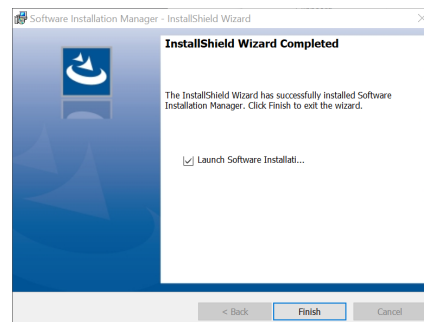 Software Installation Manager - InstallShield Wizard
InstallShield Wizard Completed
The InstallShield Wizard has successfully installed Software
Installation Manager. Click Finish to exit the wizard.
Launch Software Installati...
< Back
Finish
Cancel